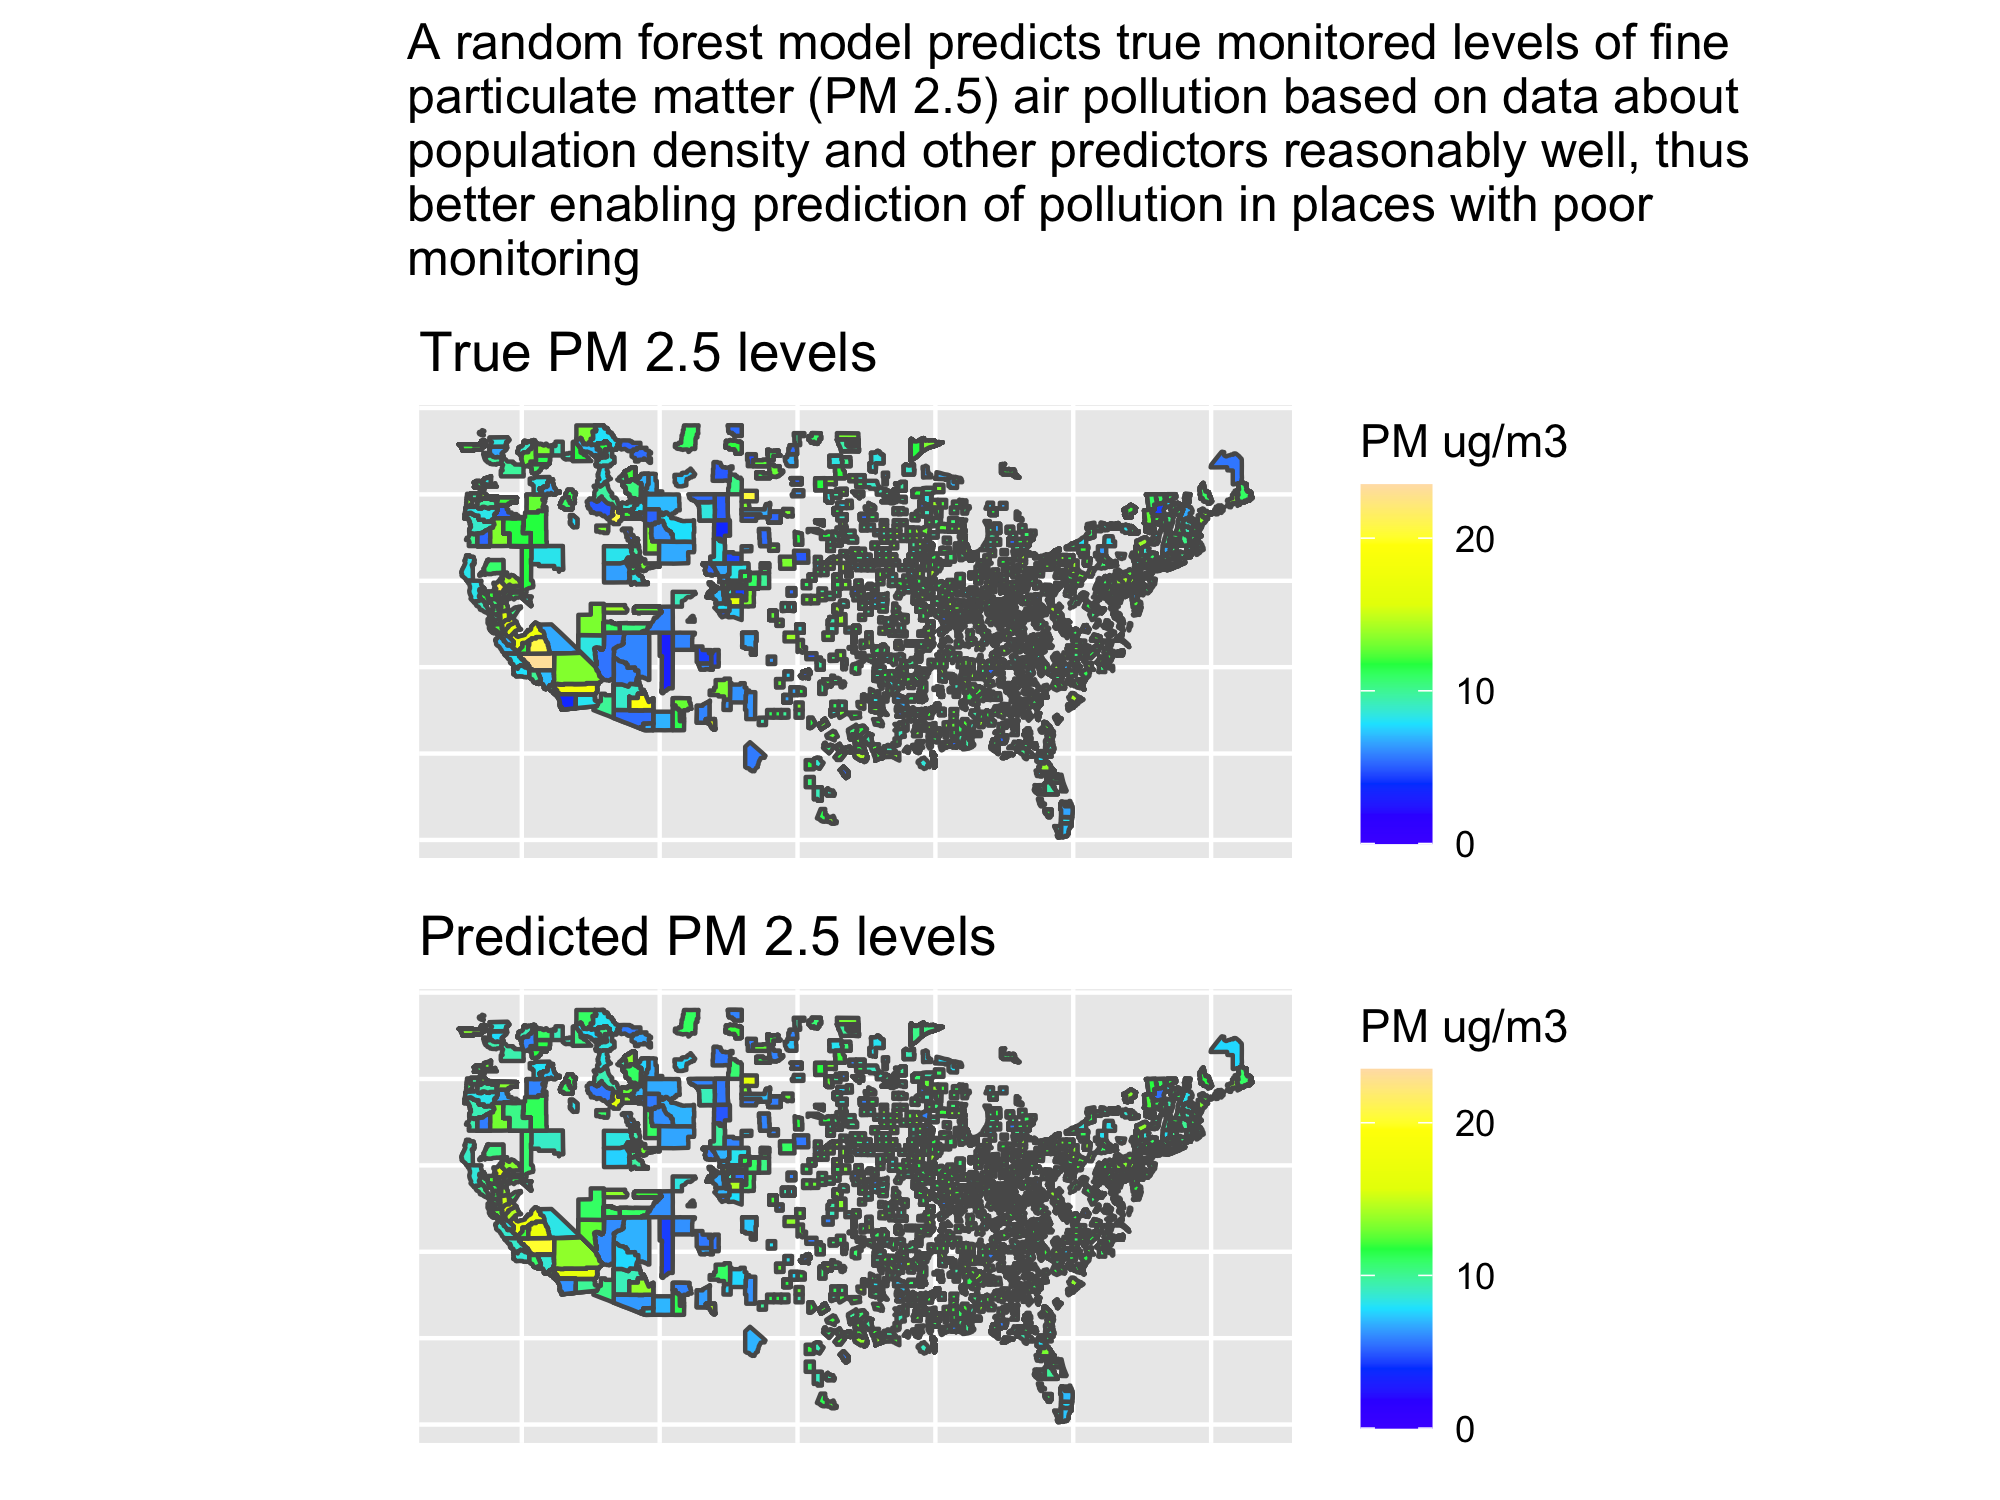 A random forest model predicts true monitored levels of fine
particulate matter (PM 2.5) air pollution based on data about
population density and other predictors reasonably well, thus
better enabling prediction of pollution in places with poor
monitoring
True PM 2.5 levels
PM ug/m3
20
10
0
Predicted PM 2.5 levels
PM ug/m3
20
10
0